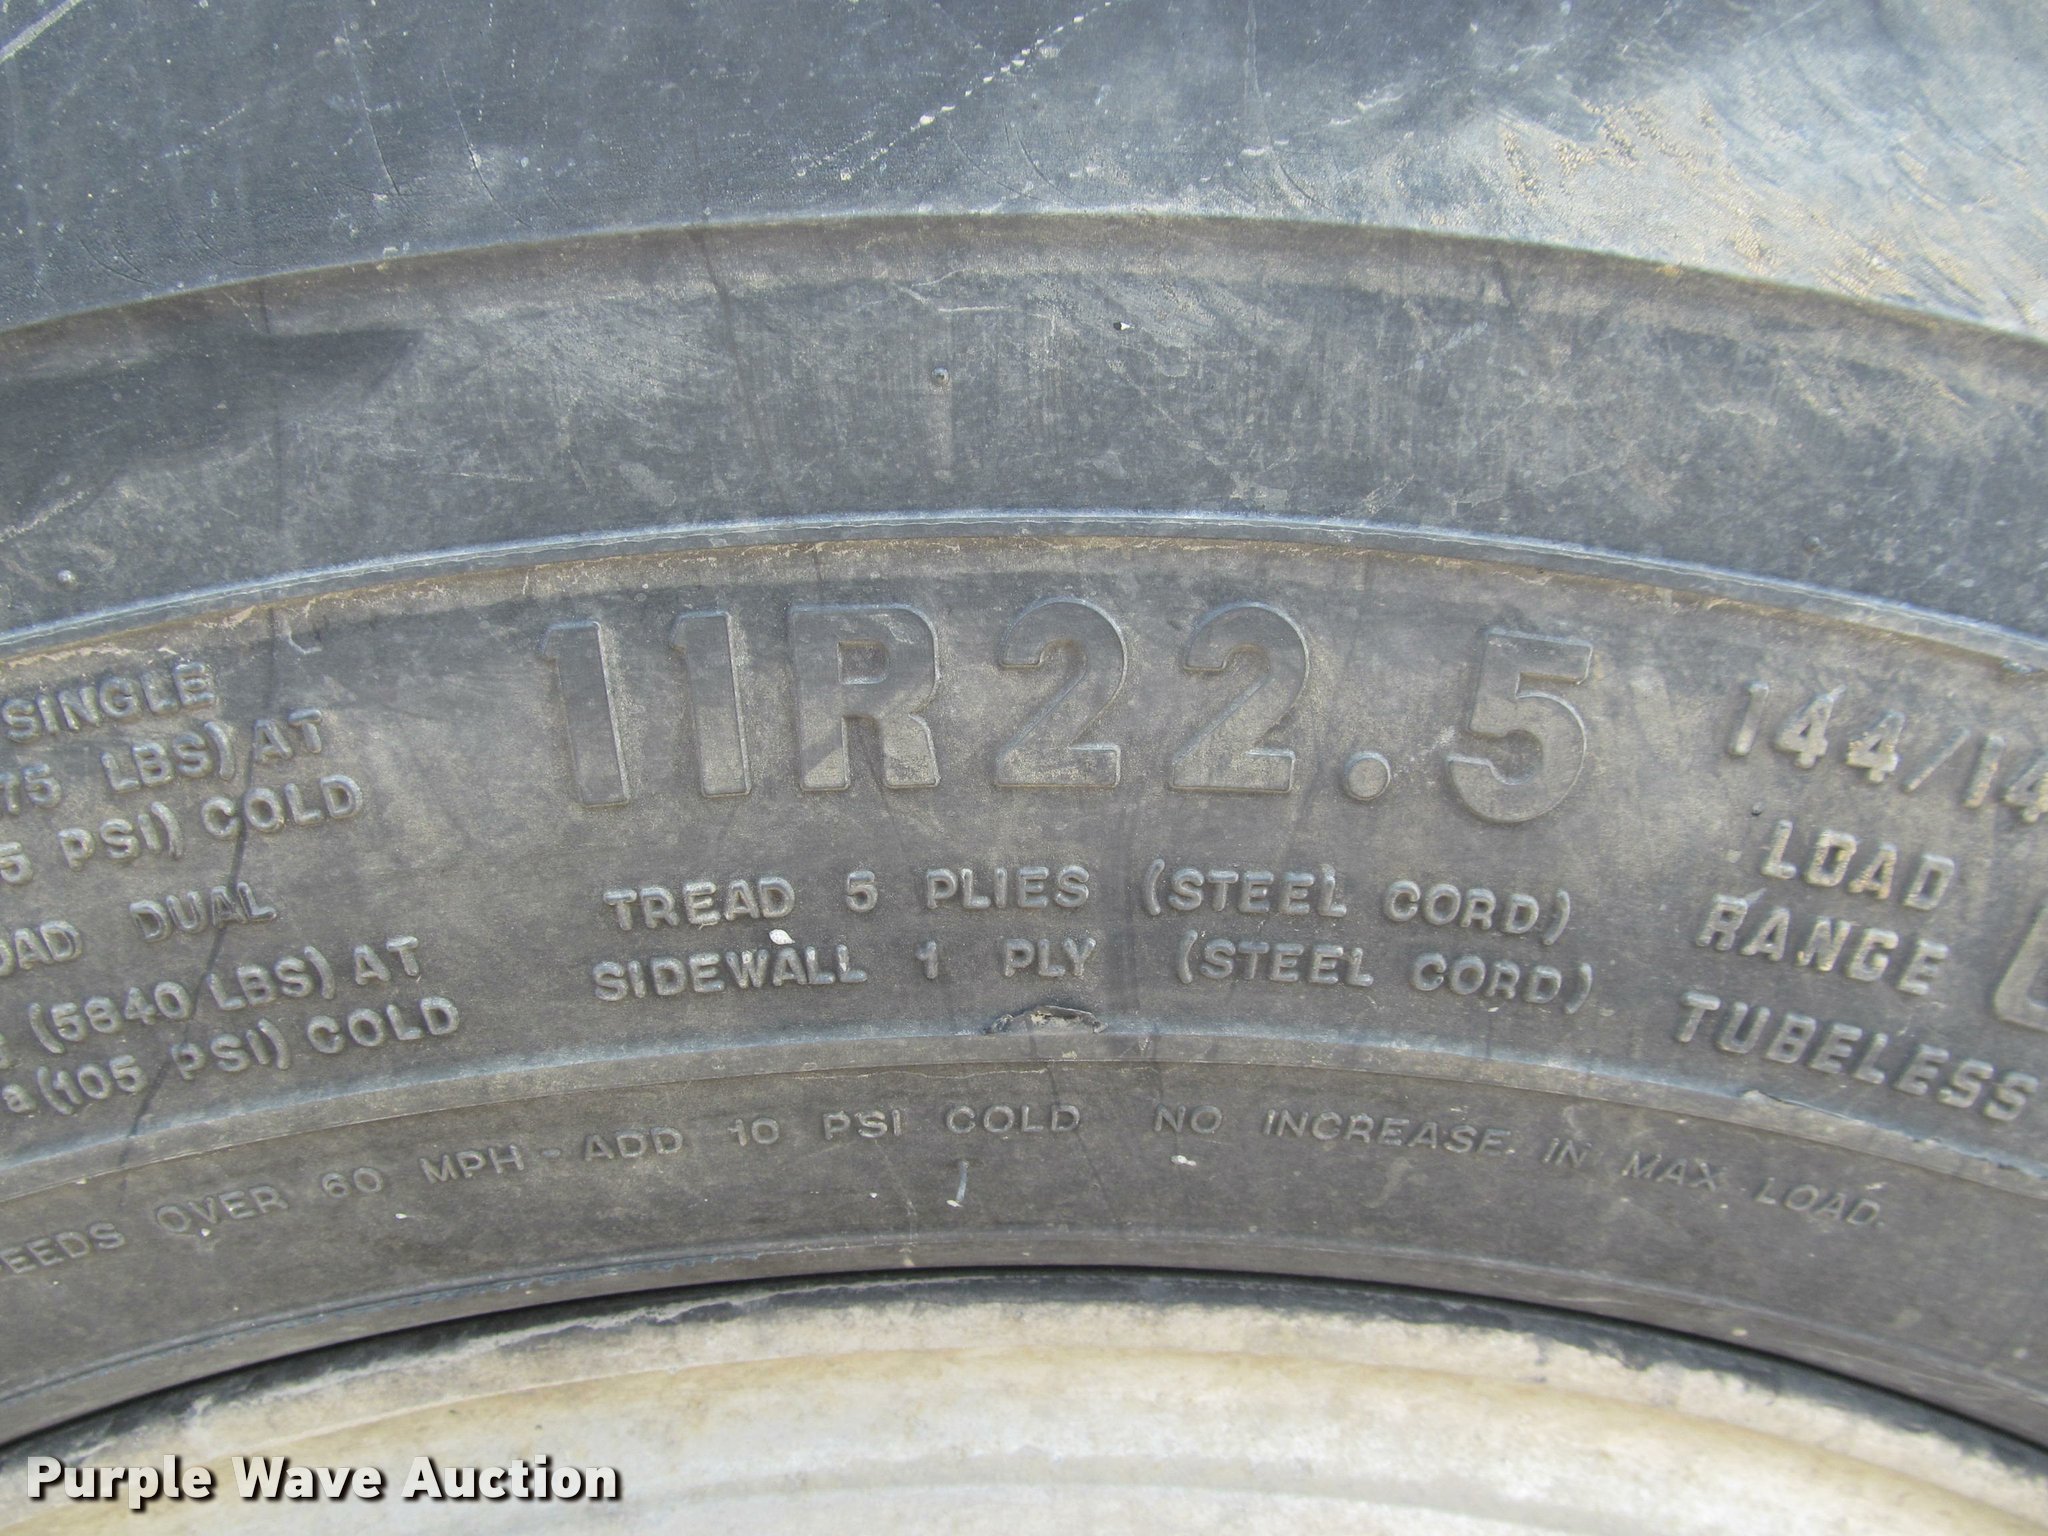 SINGLE
75 LBS) AT
5 PSI) COLD
OAD DUAL
(5840 LBS) AT
a (105 PSI) COLD
11R22.5
TREAD 5 PLIES (STEEL CORD)
SIDEWALL 1 PLY (STEEL CORD)
144/14
LOAD
RANGE
TUBELESS
EEDS OVER 60 MPH - ADD 10 PSI COLD NO INCREASE IN MAX LOAD.
Purple Wave Auction